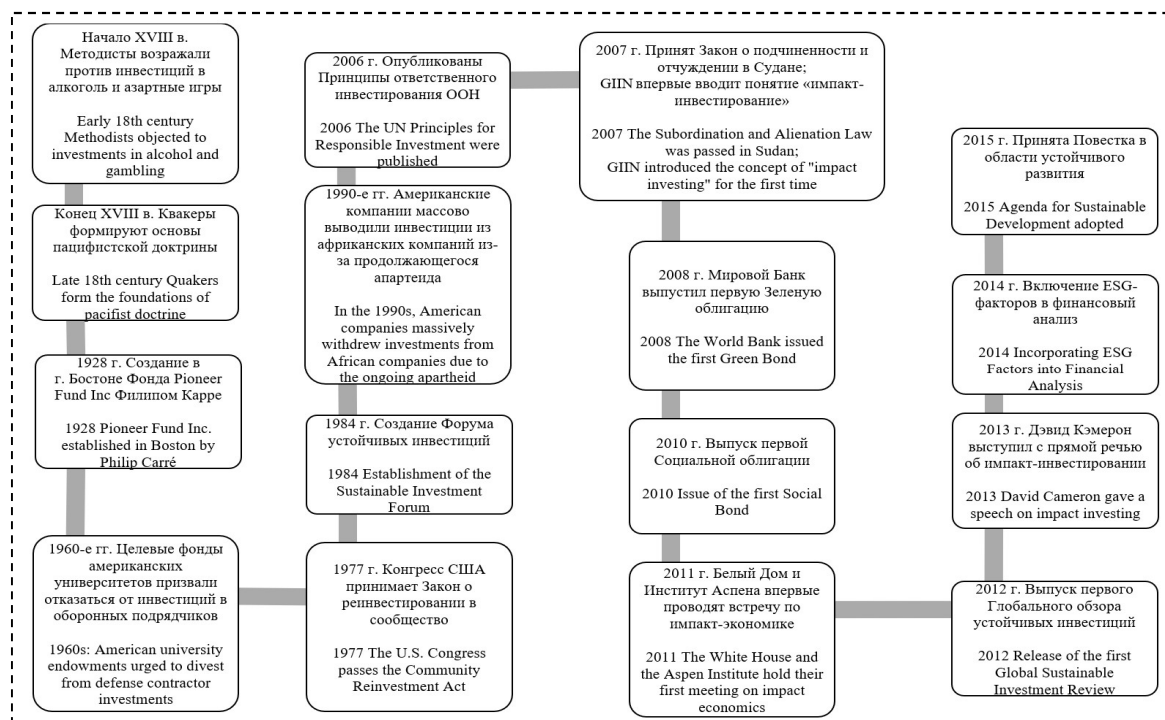 Начало XVIII в.
Методисты возражали
против инвестиций в
алкоголь и азартные игры
Early 18th century
Methodists objected to
investments in alcohol and
gambling
Конец XVIII в. Квакеры
формируют основы
пацифистской доктрины
Late 18th century Quakers
form the foundations of
pacifist doctrine
1928 г. Создание в
г. Бостоне Фонда Pioneer
Fund Inc Филипом Карре
1928 Pioneer Fund Inc.
established in Boston by
Philip Carré
1960-е гг. Целевые фонды
американских
университетов призвали
отказаться от инвестиций в
оборонных подрядчиков
1960s: American university
endowments urged to divest
from defense contractor
investments
1977 г. Конгресс США
принимает Закон о
реинвестировании в
сообщество
1977 The U.S. Congress
passes the Community
Reinvestment Act
1984 г. Создание Форума
устойчивых инвестиций
1984 Establishment of the
Sustainable Investment
Forum
1990-е гг. Американские
компании массово
выводили инвестиции из
африканских компаний из-
за продолжающегося
апартеида
In the 1990s, American
companies massively
withdrew investments from
African companies due to
the ongoing apartheid
2006 г. Опубликованы
Принципы ответственного
инвестирования ООН
2006 The UN Principles for
Responsible Investment were
published
2007 г. Принят Закон о подчиненности и
отчуждении в Судане;
GIIN впервые вводит понятие «импакт-
инвестирование»
2007 The Subordination and Alienation Law
was passed in Sudan;
GIIN introduced the concept of "impact
investing" for the first time
2008 г. Мировой Банк
выпустил первую Зеленую
облигацию
2008 The World Bank issued
the first Green Bond
2010 г. Выпуск первой
Социальной облигации
2010 Issue of the first Social
Bond
2011 г. Белый Дом и
Институт Аспена впервые
проводят встречу по
импакт-экономике
2011 The White House and
the Aspen Institute hold their
first meeting on impact
economics
2012 г. Выпуск первого
Глобального обзора
устойчивых инвестиций
2012 Release of the first
Global Sustainable
Investment Review
2013 г. Дэвид Кэмерон
выступил с прямой речью
об импакт-инвестировании
2013 David Cameron gave a
speech on impact investing
2014 г. Включение ESG-
факторов в финансовый
анализ
2014 Incorporating ESG
Factors into Financial
Analysis
2015 г. Принята Повестка в
области устойчивого
развития
2015 Agenda for Sustainable
Development adopted